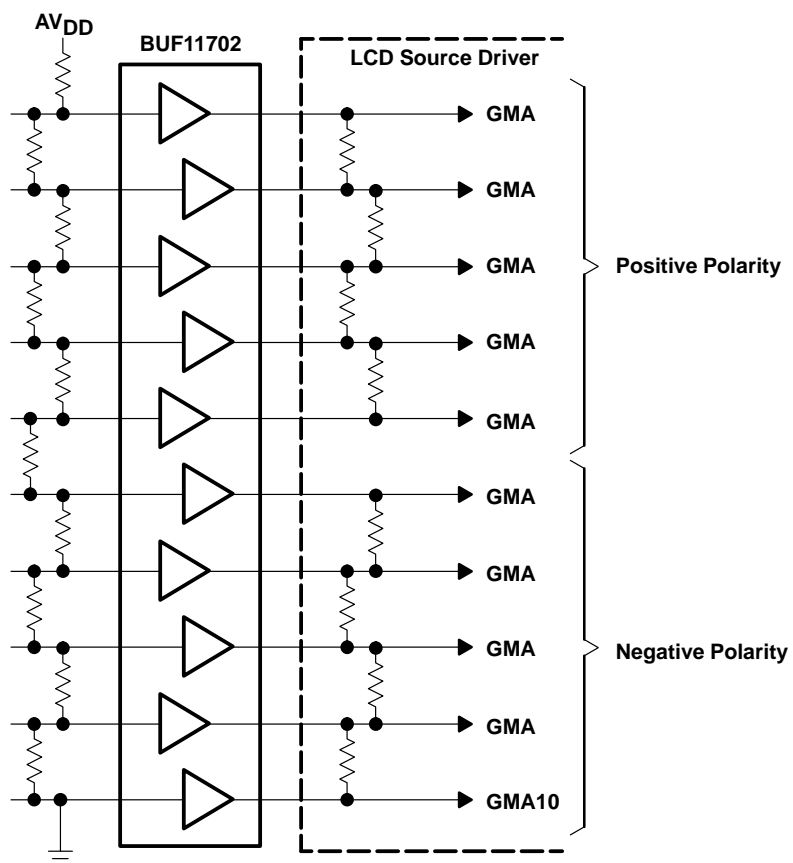 AVDD
BUF11702
LCD Source Driver
GMA
GMA
GMA
Positive Polarity
GMA
GMA
GMA
GMA
GMA
Negative Polarity
GMA
GMA10